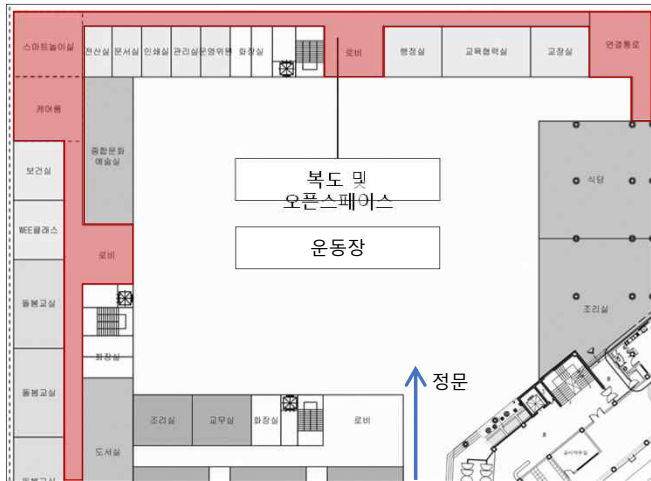 스마트놀이실
전산실
문서실
인쇄실
관리실
운영위원
화장실
로비
행정실
교육협력실
교장실
연결통로
케어룸
종합문화
예술실
보건실
복도 및
오픈스페이스
식당
WEE클래스
로비
운동장
돌봄교실
조리실
화장실
정문
돌봄교실
조리실
교무실
화장실
로비
도서실
돌봄교실